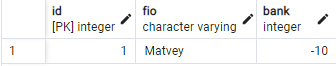 id fio bank
[PK] integer character varying integer
1 1 Matvey -10